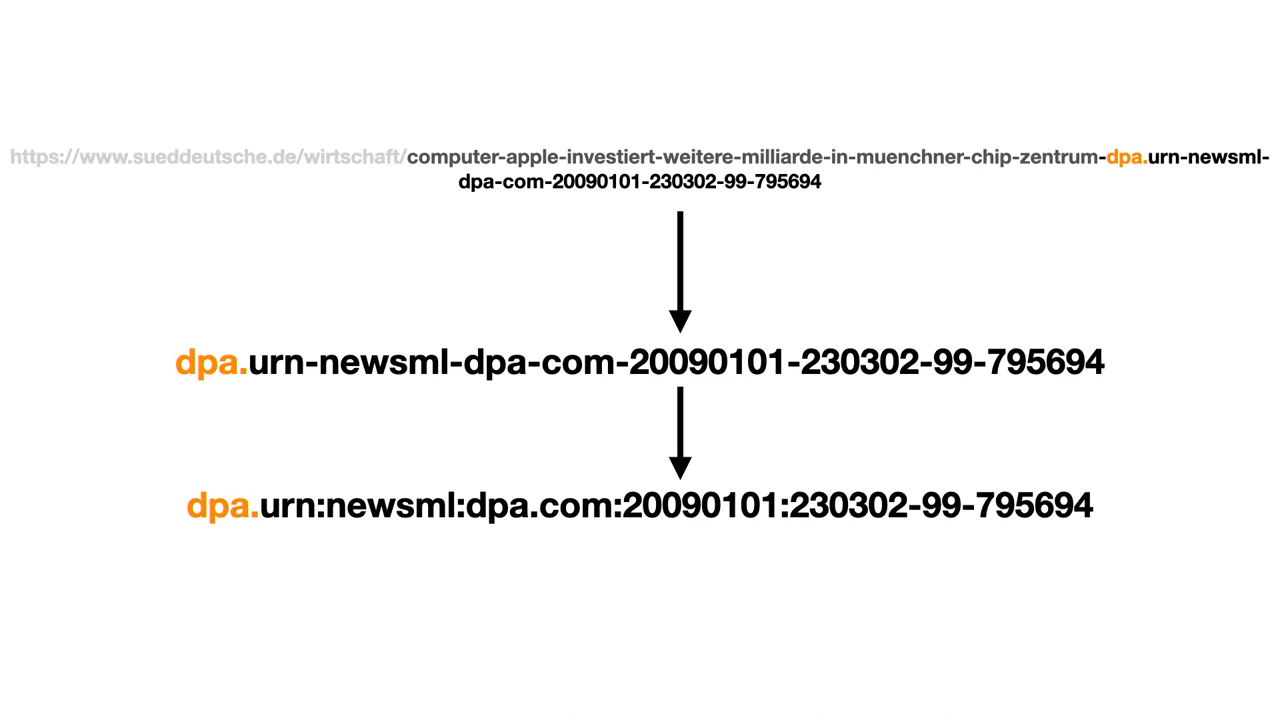 https://www.sueddeutsche.de/wirtschaft/computer-apple-investiert-weitere-milliarde-in-muenchner-chip-zentrum-dpa.urn-newsml-
dpa-com-20090101-230302-99-795694
dpa.urn-newsml-dpa-com-20090101-230302-99-795694
dpa.urn:newsml:dpa.com:20090101:230302-99-795694